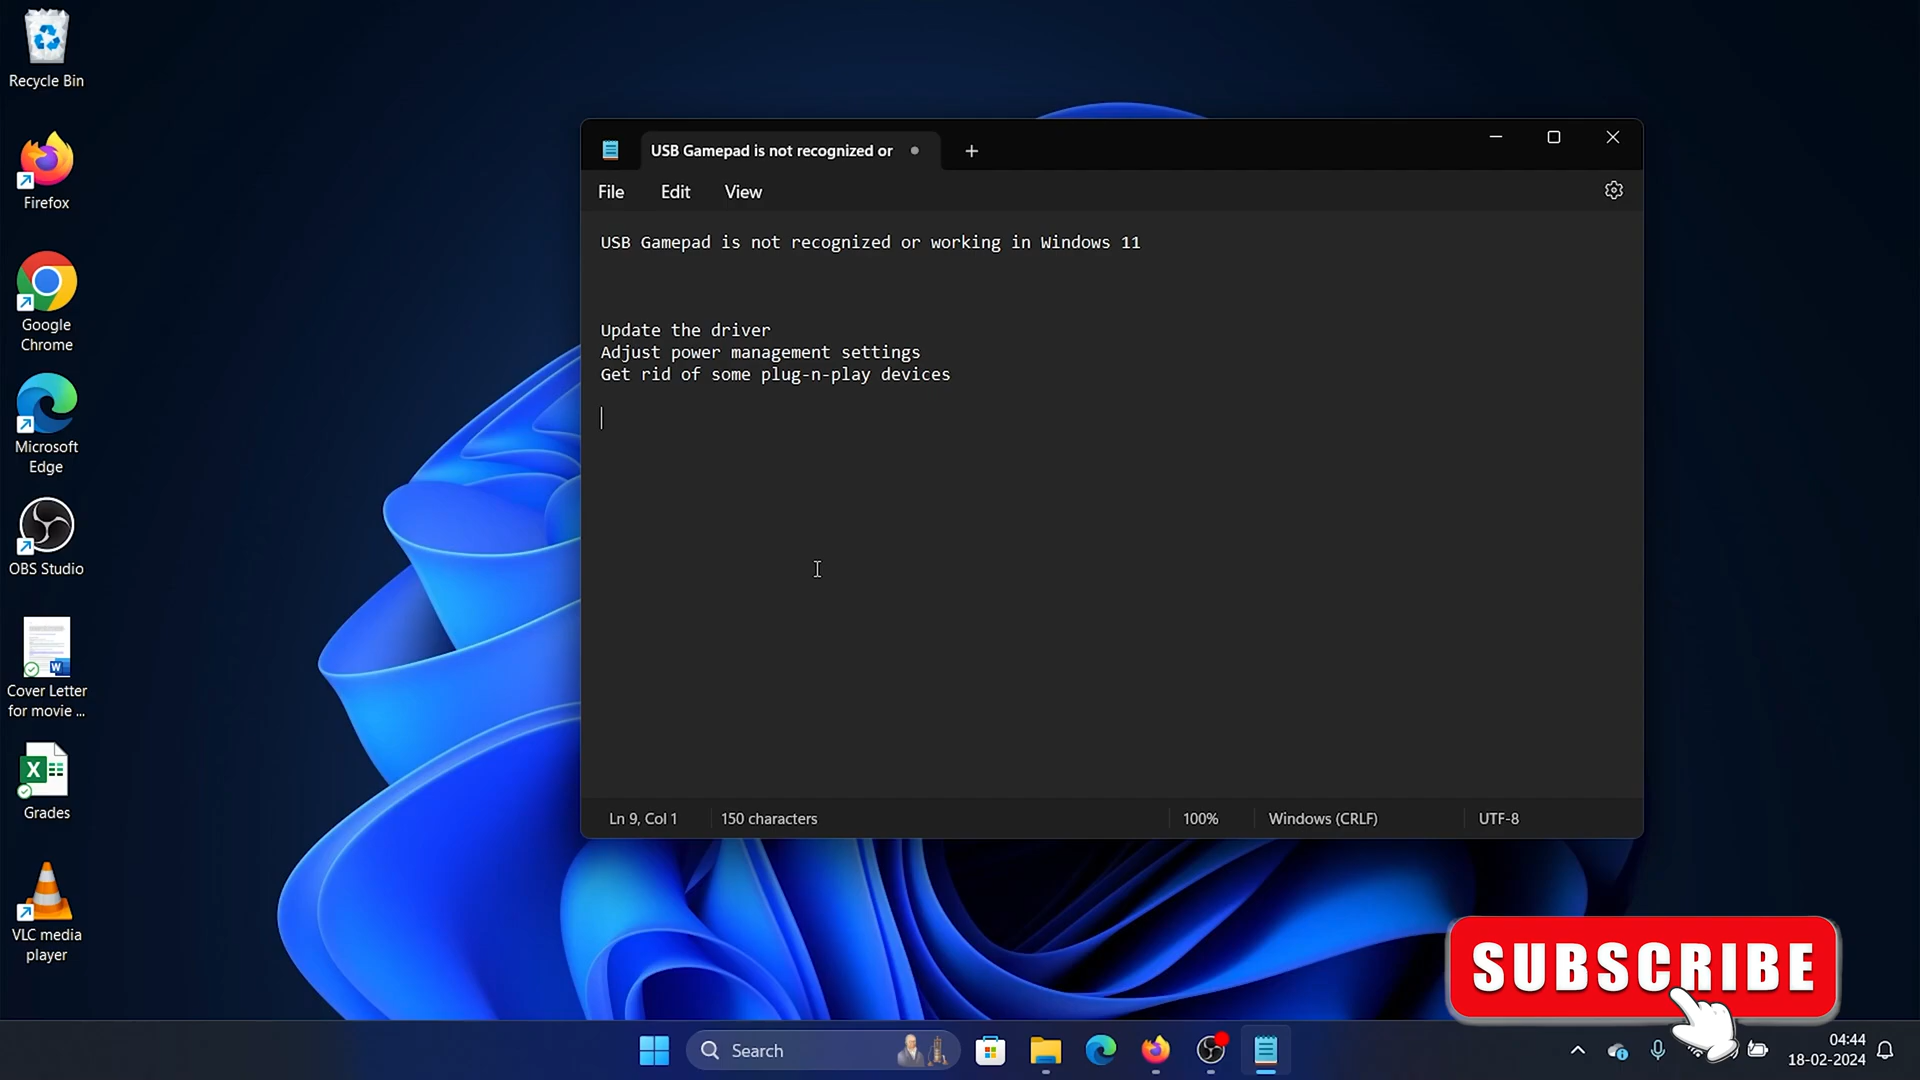 Recycle Bin
Firefox
Google
Chrome
Microsoft
Edge
OBS Studio
Cover Letter
for movie ...
Grades
VLC media
player
USB Gamepad is not recognized or
File Edit View
USB Gamepad is not recognized or working in Windows 11
Update the driver
Adjust power management settings
Get rid of some plug-n-play devices
Ln 9, Col 1 150 characters 100% Windows (CRLF) UTF-8
SUBSCRIBE
Search
04:44
18-02-2024